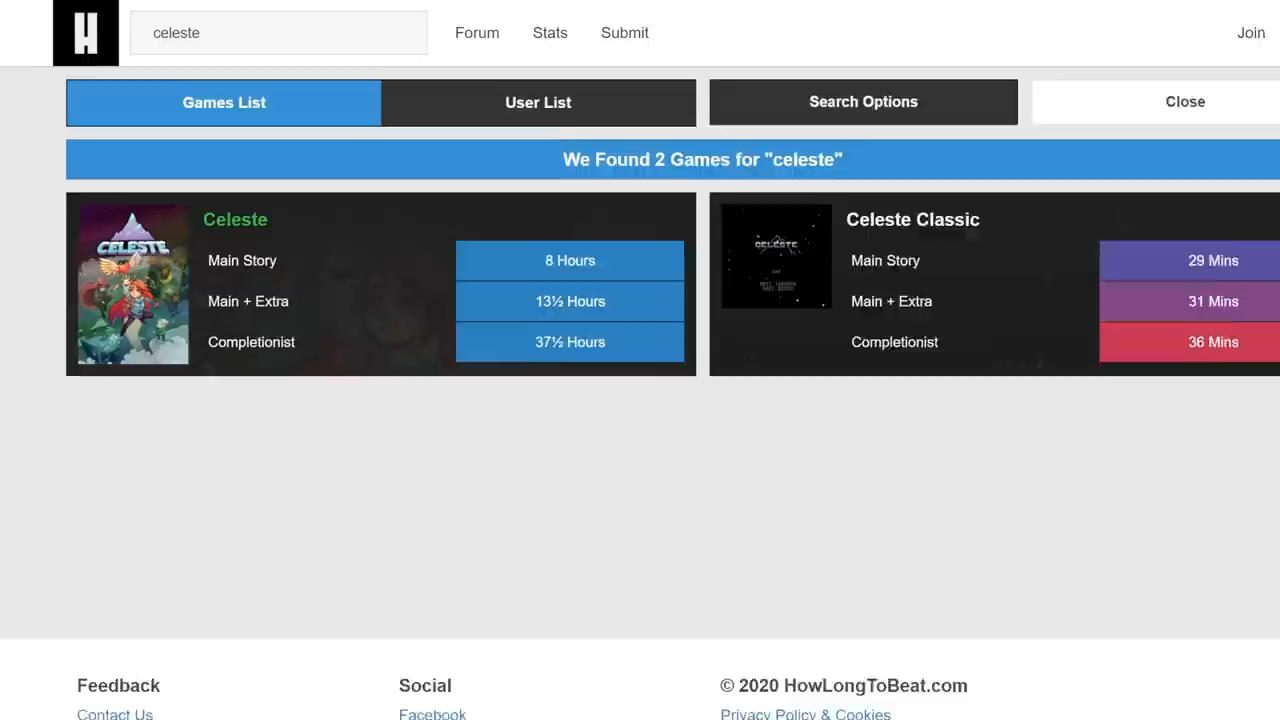 H
celeste
Forum
Stats
Submit
Join
Games List
User List
Search Options
Close
We Found 2 Games for "celeste"
CELESTE
Celeste
Main Story
8 Hours
Main + Extra
13½ Hours
Completionist
37½ Hours
CELESTE
Celeste Classic
Main Story
29 Mins
Main + Extra
31 Mins
Completionist
36 Mins
Feedback
Social
© 2020 HowLongToBeat.com
Contact Us
Facebook
Privacy Policy & Cookies